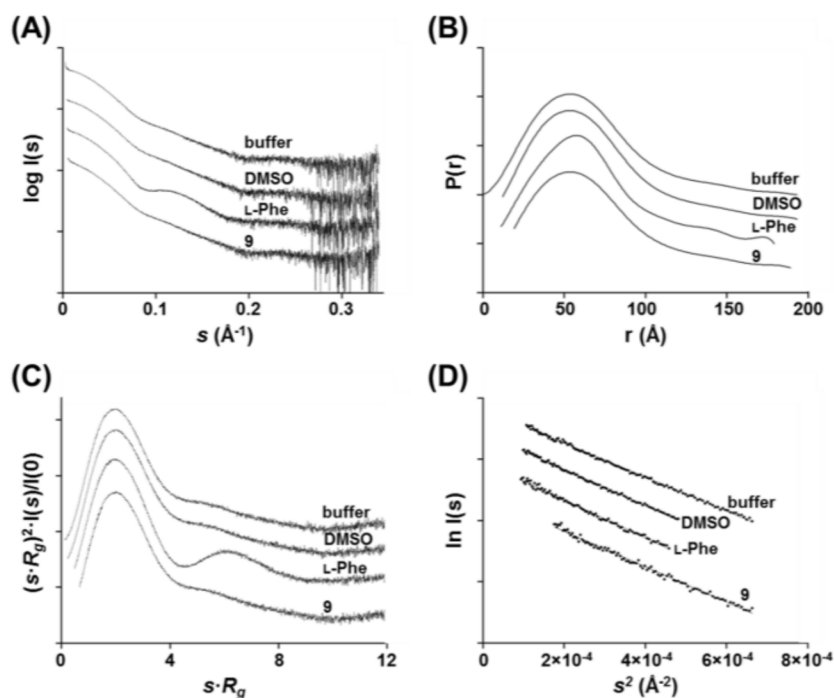 (A)
log I(s)
buffer
DMSO
L-Phe
9
0
0.1
0.2
0.3
s (Å⁻¹)
(B)
P(r)
buffer
DMSO
L-Phe
9
0
50
100
150
200
r (Å)
(C)
(s·Rg)²·I(s)/I(0)
buffer
DMSO
L-Phe
9
0
4
8
12
s·Rg
(D)
ln I(s)
buffer
DMSO
L-Phe
9
0
2×10⁻⁴
4×10⁻⁴
6×10⁻⁴
8×10⁻⁴
s² (Å⁻²)